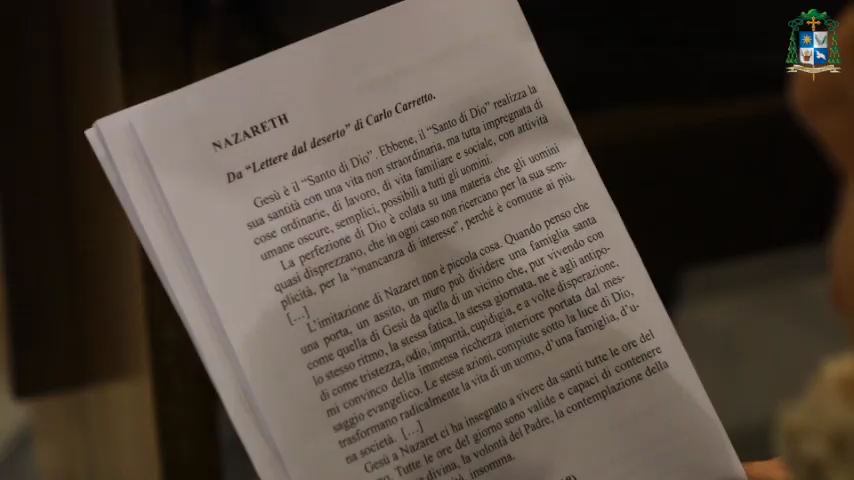 NAZARETH
Da “Lettere dal deserto” di Carlo Carretto.
Gesù è il “Santo di Dio”. Ebbene, il “Santo di Dio” realizza la
sua santità con una vita non straordinaria, ma tutta impregnata di
cose ordinarie, di lavoro, di vita familiare e sociale, con attività
umane oscure, semplici, possibili a tutti gli uomini.
La perfezione di Dio è colata su una materia che gli uomini
quasi disprezzano, che in ogni caso non ricercano per la sua sem-
plicità, per la “mancanza di interesse”, perché è comune ai più.
[…]
L’imitazione di Nazaret non è piccola cosa. Quando penso che
una porta, un assito, un muro può dividere una famiglia santa
come quella di Gesù da quella di un vicino che, pur vivendo con
lo stesso ritmo, la stessa fatica, la stessa giornata, ne è agli antipo-
di come tristezza, odio, impurità, cupidigia, e a volte disperazione,
mi convinco della immensa ricchezza interiore portata dal mes-
saggio evangelico. Le stesse azioni, compiute sotto la luce di Dio,
trasformano radicalmente la vita di un uomo, d’una famiglia, d’u-
na società. […]
Gesù a Nazaret ci ha insegnato a vivere da santi tutte le ore del
Tutte le ore del giorno sono valide e capaci di contenere
divina, la volontà del Padre, la contemplazione della
insomma.